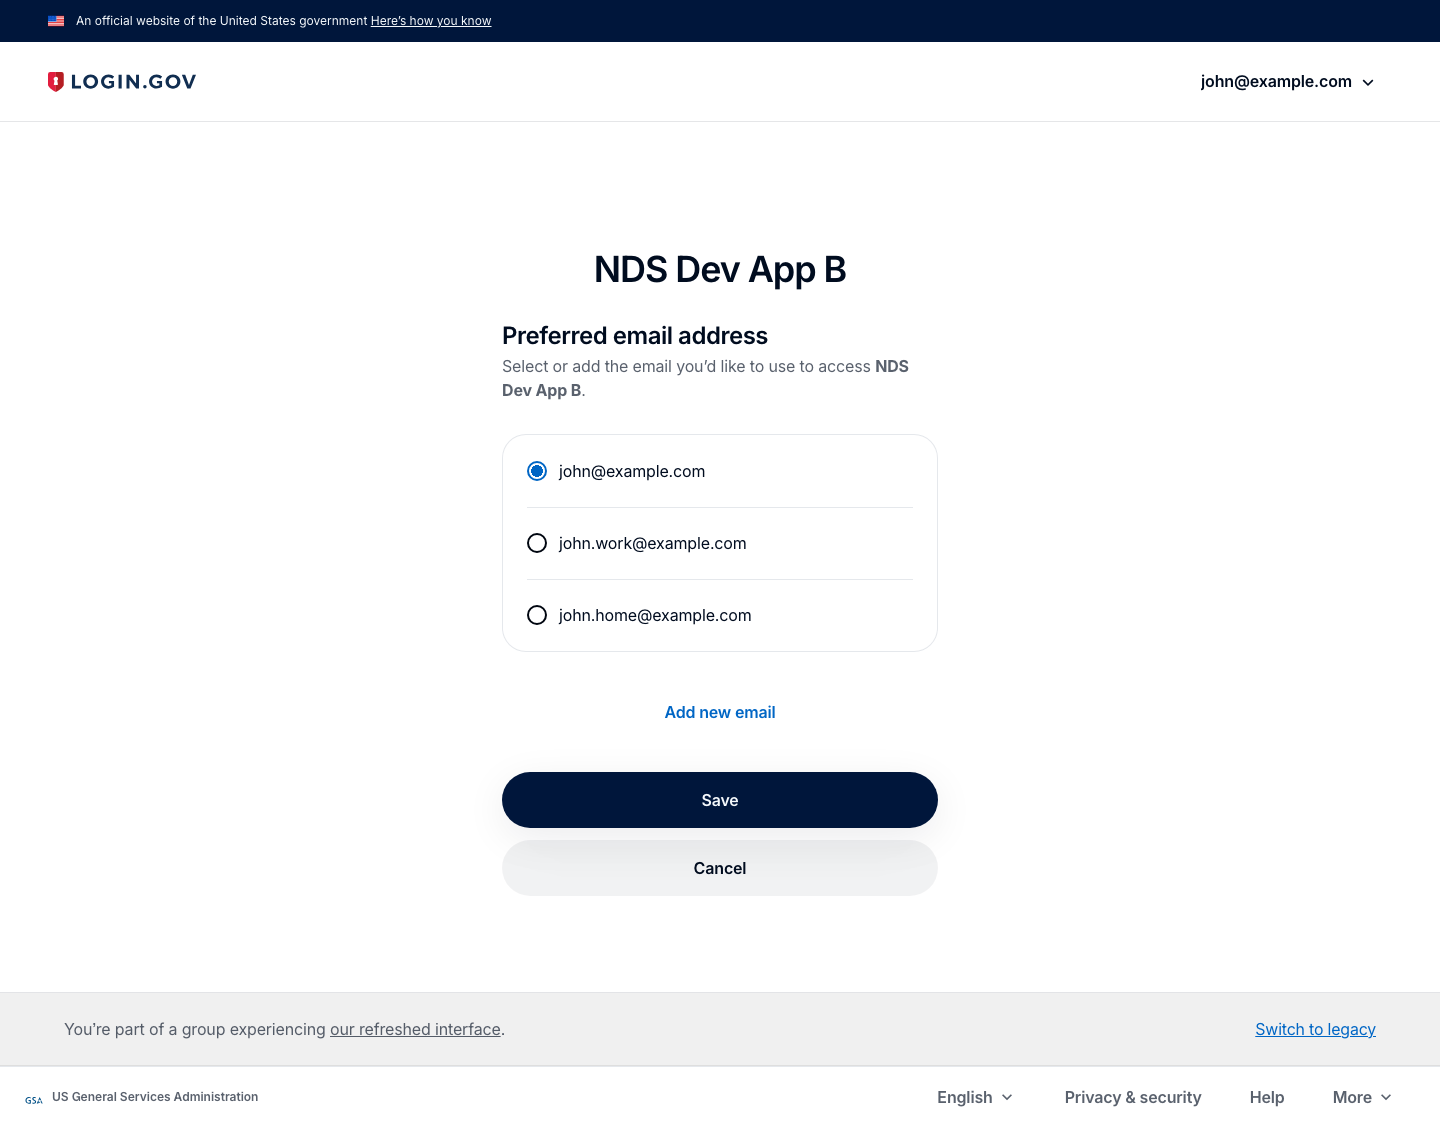 An official website of the United States government Here’s how you know
LOGIN.GOV
john@example.com
NDS Dev App B
Preferred email address
Select or add the email you’d like to use to access NDS
Dev App B.
john@example.com
john.work@example.com
john.home@example.com
Add new email
Save
Cancel
You’re part of a group experiencing our refreshed interface.
Switch to legacy
GSA US General Services Administration
English
Privacy & security
Help
More